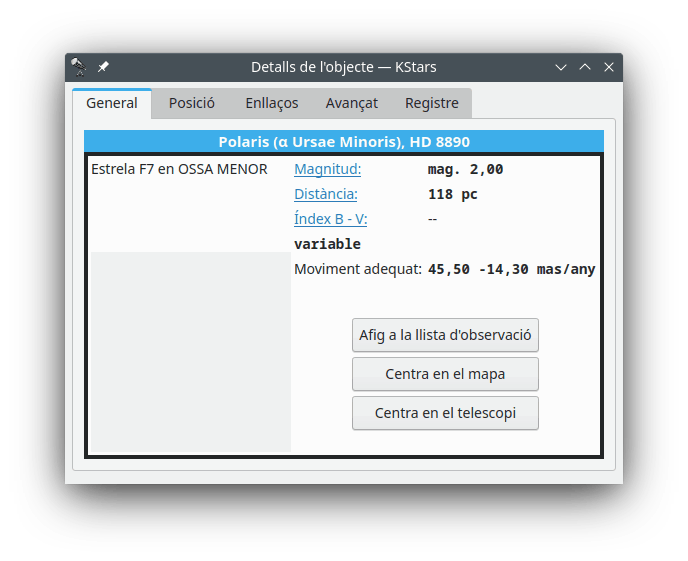 Detalls de l'objecte — KStars
General Posició Enllaços Avançat Registre
Polaris (α Ursae Minoris), HD 8890
Estrela F7 en OSSA MENOR
Magnitud: mag. 2,00
Distància: 118 pc
Índex B - V: --
variable
Moviment adequat: 45,50 -14,30 mas/any
Afig a la llista d'observació
Centra en el mapa
Centra en el telescopi